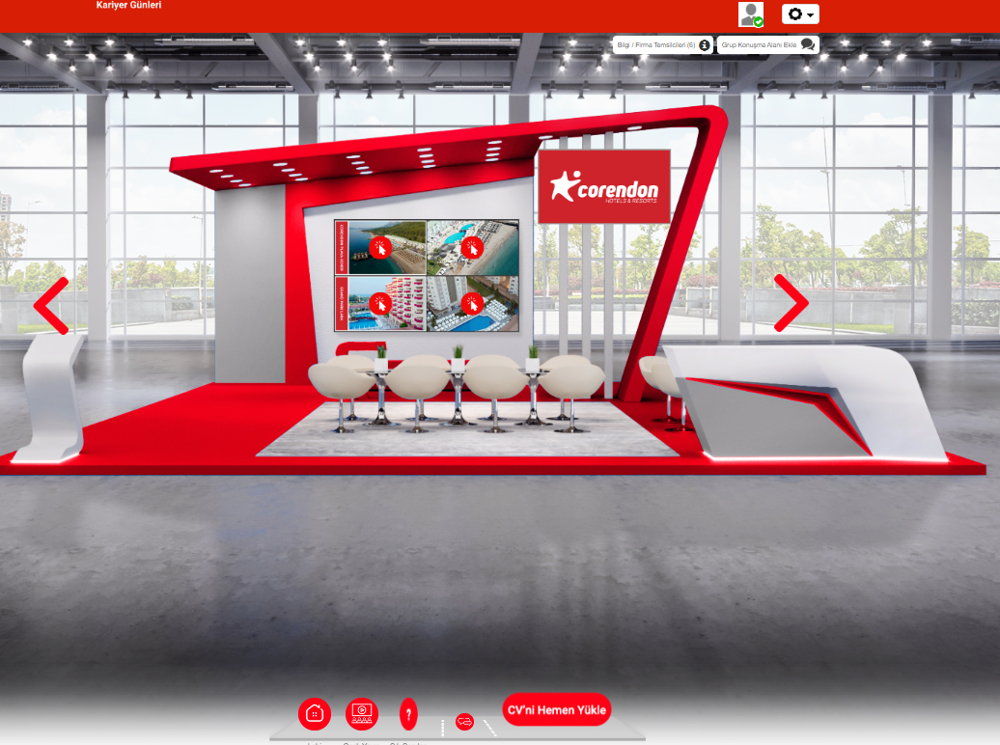 Kariyer Günleri
Bilgi / Firma Temsilcileri (6)
Grup Konuşma Alanı Ekle
corendon
HOTELS & RESORTS
?
CV'ni Hemen Yükle